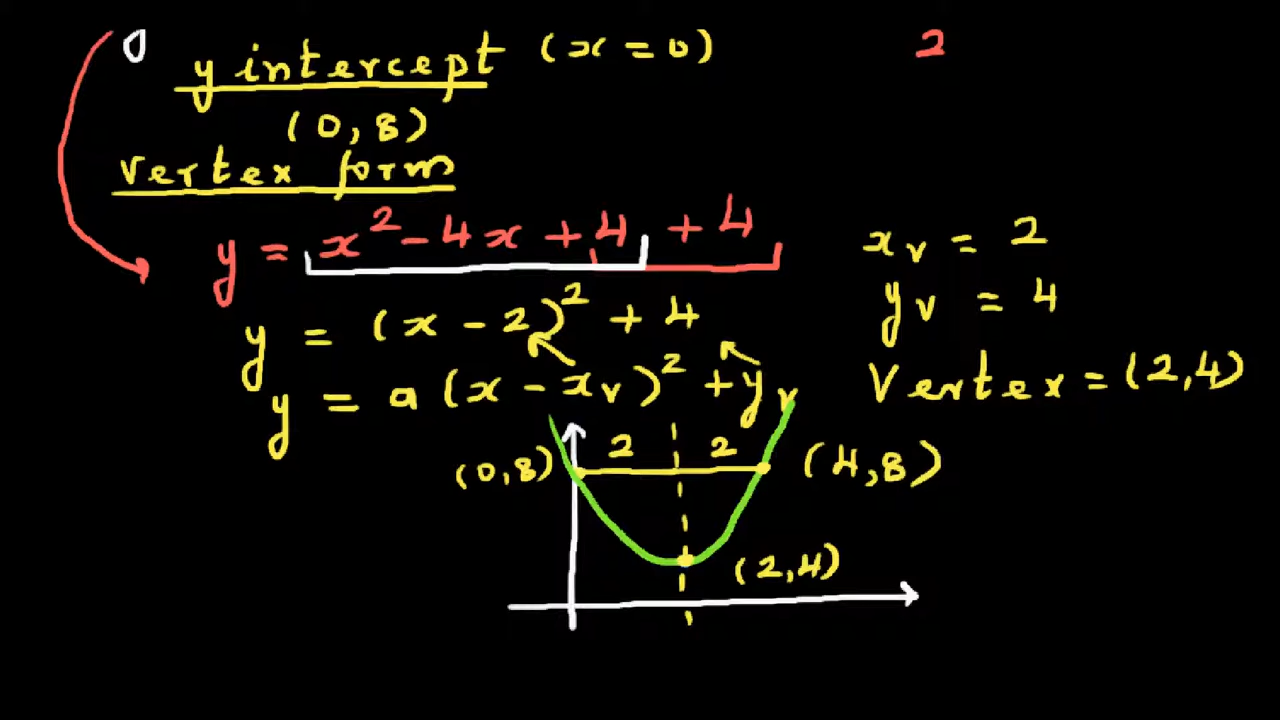 0 y intercept (x = 0) 2
(0, 8)
Vertex form
y = x² - 4x + 4 + 4
y = (x - 2)² + 4
y = a (x - xᵥ)² + yᵥ
xᵥ = 2
yᵥ = 4
Vertex = (2,4)
2 2
(0,8) (4,8)
(2,4)